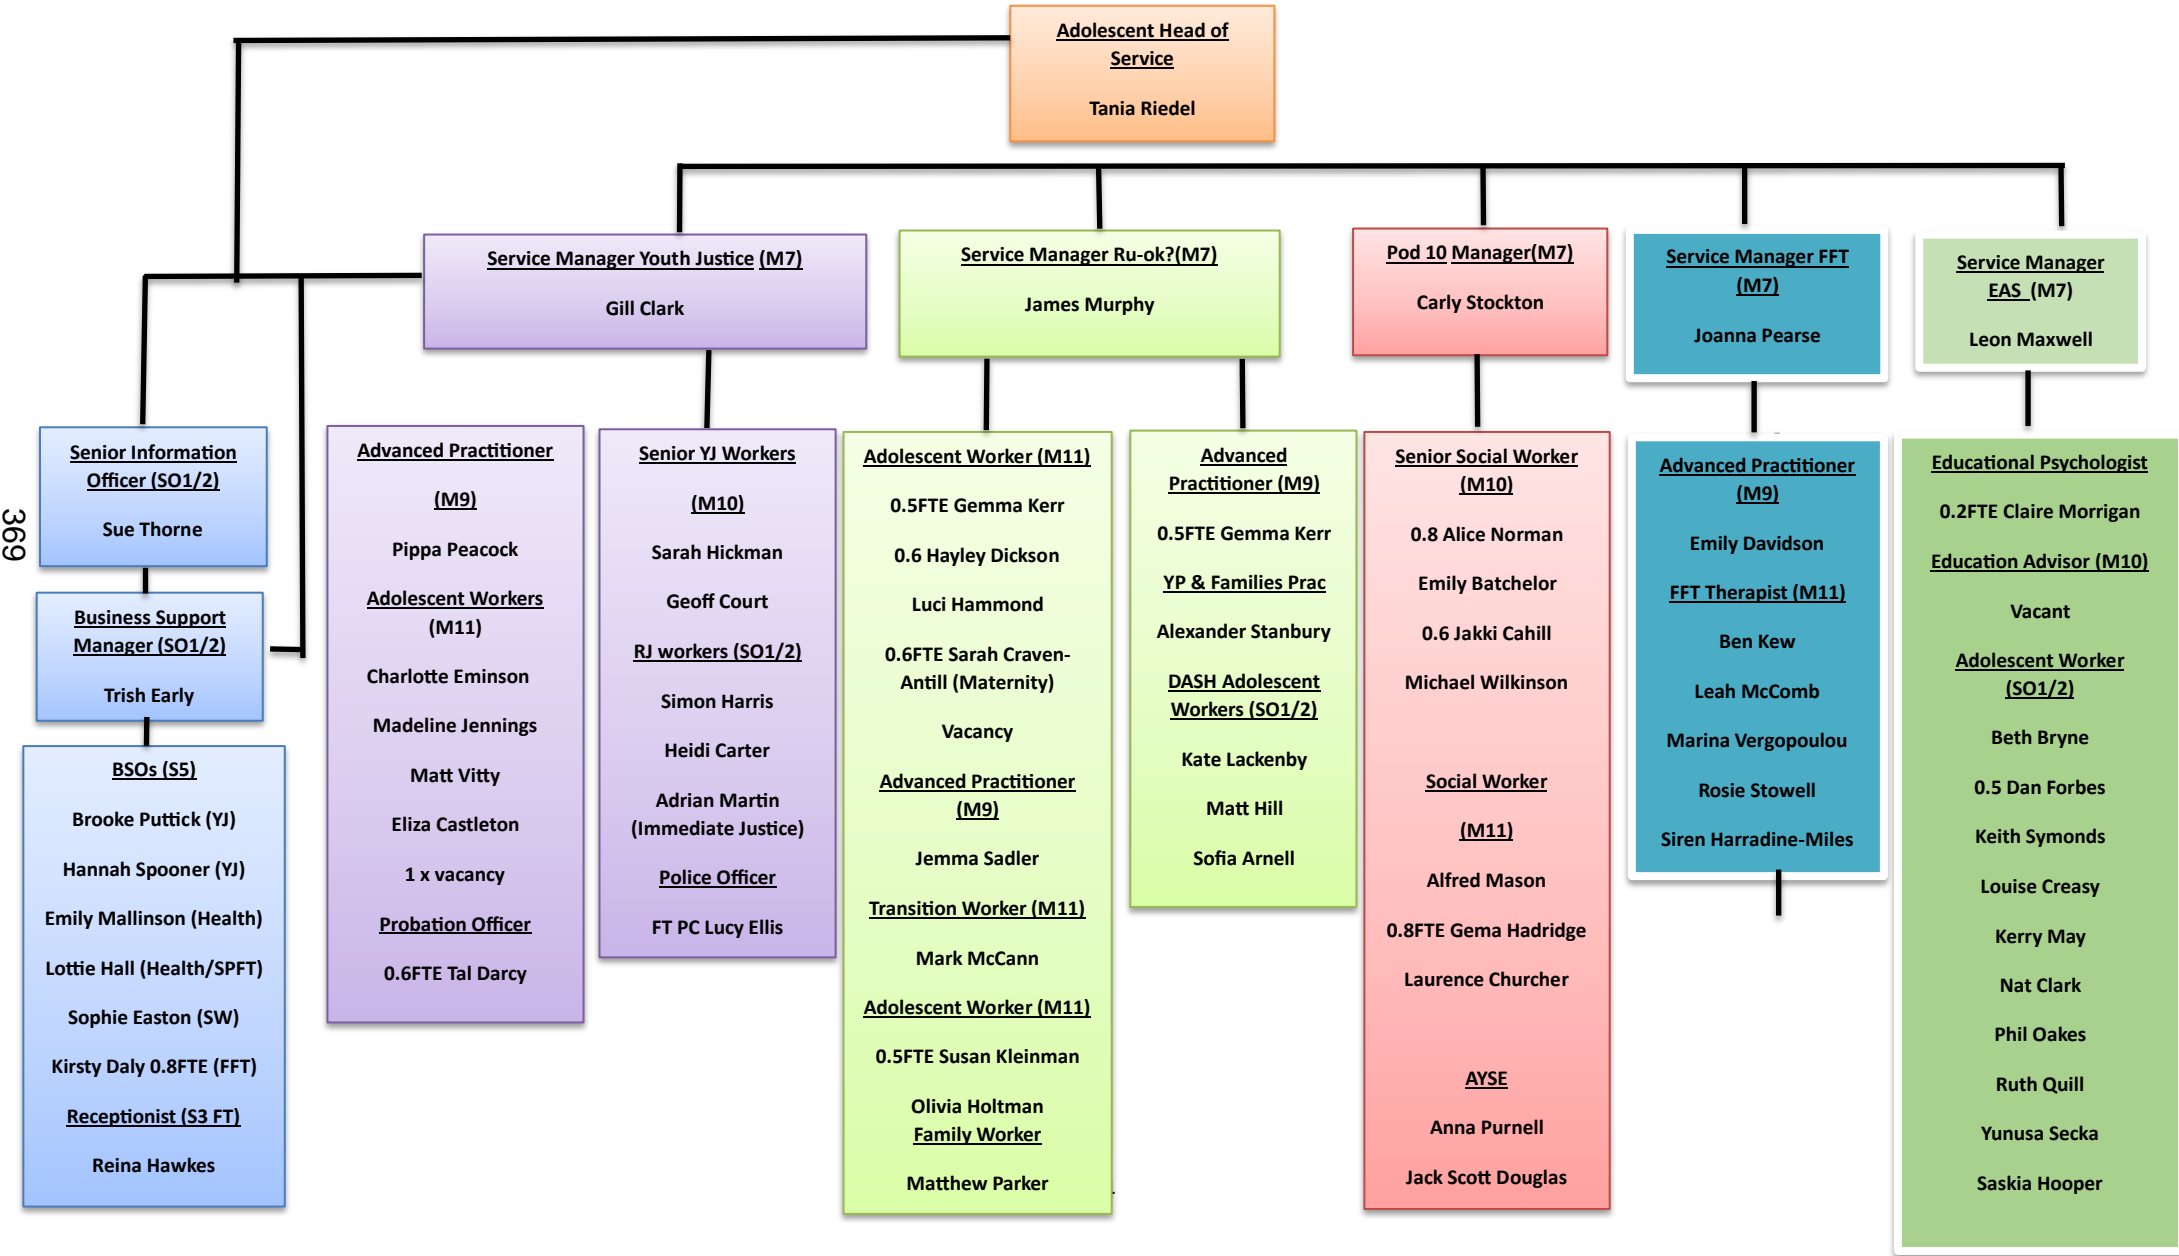 Adolescent Head of
Service
Tania Riedel
Service Manager Youth Justice (M7)
Gill Clark
Service Manager Ru-ok?(M7)
James Murphy
Pod 10 Manager(M7)
Carly Stockton
Service Manager FFT
(M7)
Joanna Pearse
Service Manager
EAS (M7)
Leon Maxwell
369
Senior Information
Officer (SO1/2)
Sue Thorne
Business Support
Manager (SO1/2)
Trish Early
BSOs (S5)
Brooke Puttick (YJ)
Hannah Spooner (YJ)
Emily Mallinson (Health)
Lottie Hall (Health/SPFT)
Sophie Easton (SW)
Kirsty Daly 0.8FTE (FFT)
Receptionist (S3 FT)
Reina Hawkes
Advanced Practitioner
(M9)
Pippa Peacock
Adolescent Workers
(M11)
Charlotte Eminson
Madeline Jennings
Matt Vitty
Eliza Castleton
1 x vacancy
Probation Officer
0.6FTE Tal Darcy
Senior YJ Workers
(M10)
Sarah Hickman
Geoff Court
RJ workers (SO1/2)
Simon Harris
Heidi Carter
Adrian Martin
(Immediate Justice)
Police Officer
FT PC Lucy Ellis
Adolescent Worker (M11)
0.5FTE Gemma Kerr
0.6 Hayley Dickson
Luci Hammond
0.6FTE Sarah Craven-
Antill (Maternity)
Vacancy
Advanced Practitioner
(M9)
Jemma Sadler
Transition Worker (M11)
Mark McCann
Adolescent Worker (M11)
0.5FTE Susan Kleinman
Olivia Holtman
Family Worker
Matthew Parker
Advanced
Practitioner (M9)
0.5FTE Gemma Kerr
YP & Families Prac
Alexander Stanbury
DASH Adolescent
Workers (SO1/2)
Kate Lackenby
Matt Hill
Sofia Arnell
Senior Social Worker
(M10)
0.8 Alice Norman
Emily Batchelor
0.6 Jakki Cahill
Michael Wilkinson
Social Worker
(M11)
Alfred Mason
0.8FTE Gema Hadridge
Laurence Churcher
AYSE
Anna Purnell
Jack Scott Douglas
Advanced Practitioner
(M9)
Emily Davidson
FFT Therapist (M11)
Ben Kew
Leah McComb
Marina Vergopoulou
Rosie Stowell
Siren Harradine-Miles
Educational Psychologist
0.2FTE Claire Morrigan
Education Advisor (M10)
Vacant
Adolescent Worker
(SO1/2)
Beth Bryne
0.5 Dan Forbes
Keith Symonds
Louise Creasy
Kerry May
Nat Clark
Phil Oakes
Ruth Quill
Yunusa Secka
Saskia Hooper